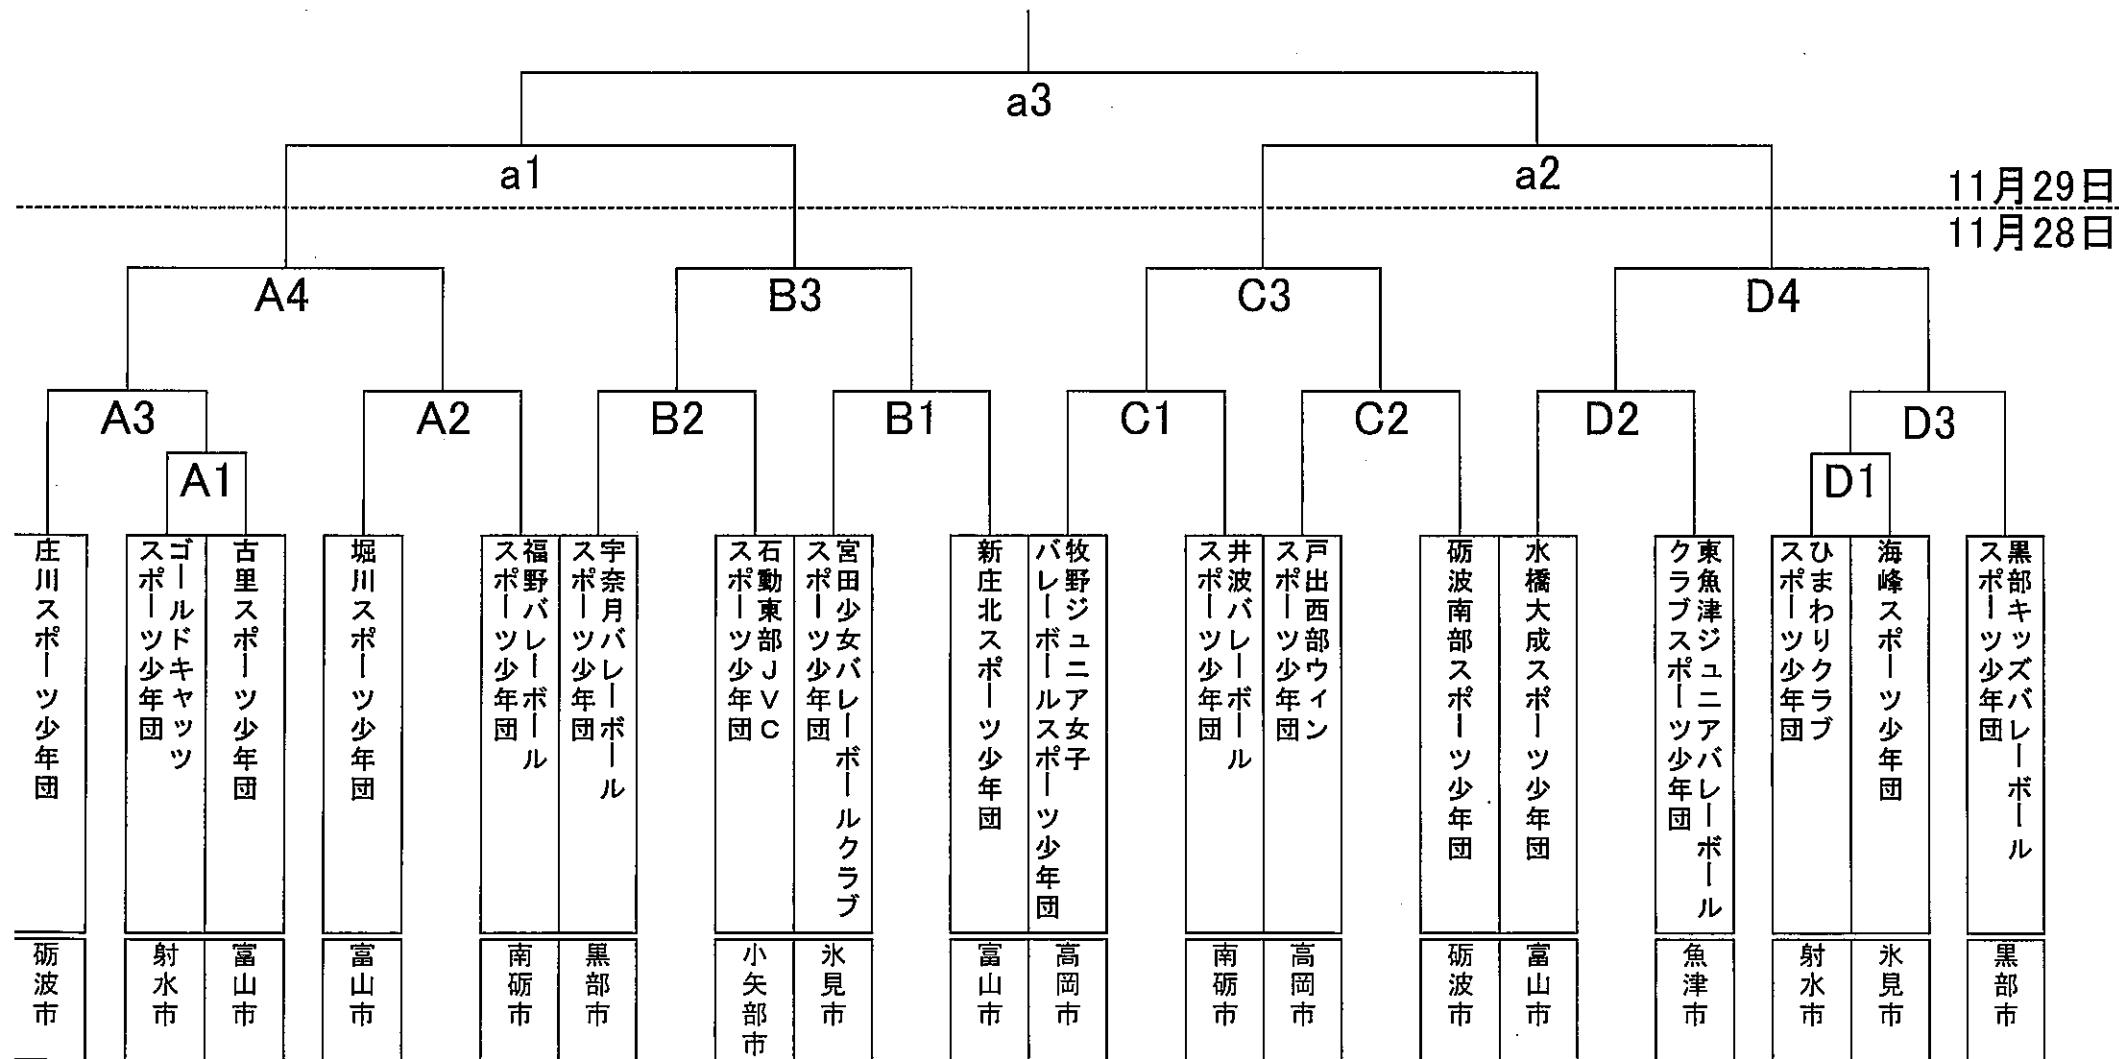 a3
a1
a2
11月29日
11月28日
A4
B3
C3
D4
A3
A2
B2
B1
C1
C2
D2
D3
A1
D1
庄川スポーツ少年団
ゴールドキャッツ
スポーツ少年団
古里スポーツ少年団
堀川スポーツ少年団
福野バレーボール
スポーツ少年団
宇奈月バレーボール
スポーツ少年団
石動東部JVC
スポーツ少年団
宮田少女バレーボールクラブ
スポーツ少年団
新庄北スポーツ少年団
牧野ジュニア女子
バレーボールスポーツ少年団
井波バレーボール
スポーツ少年団
戸出西部ウィン
スポーツ少年団
砺波南部スポーツ少年団
水橋大成スポーツ少年団
東魚津ジュニアバレーボール
クラブスポーツ少年団
ひまわりクラブ
スポーツ少年団
海峰スポーツ少年団
黒部キッズバレーボール
スポーツ少年団
砺波市
射水市
富山市
富山市
南砺市
黒部市
小矢部市
氷見市
富山市
高岡市
南砺市
高岡市
砺波市
富山市
魚津市
射水市
氷見市
黒部市